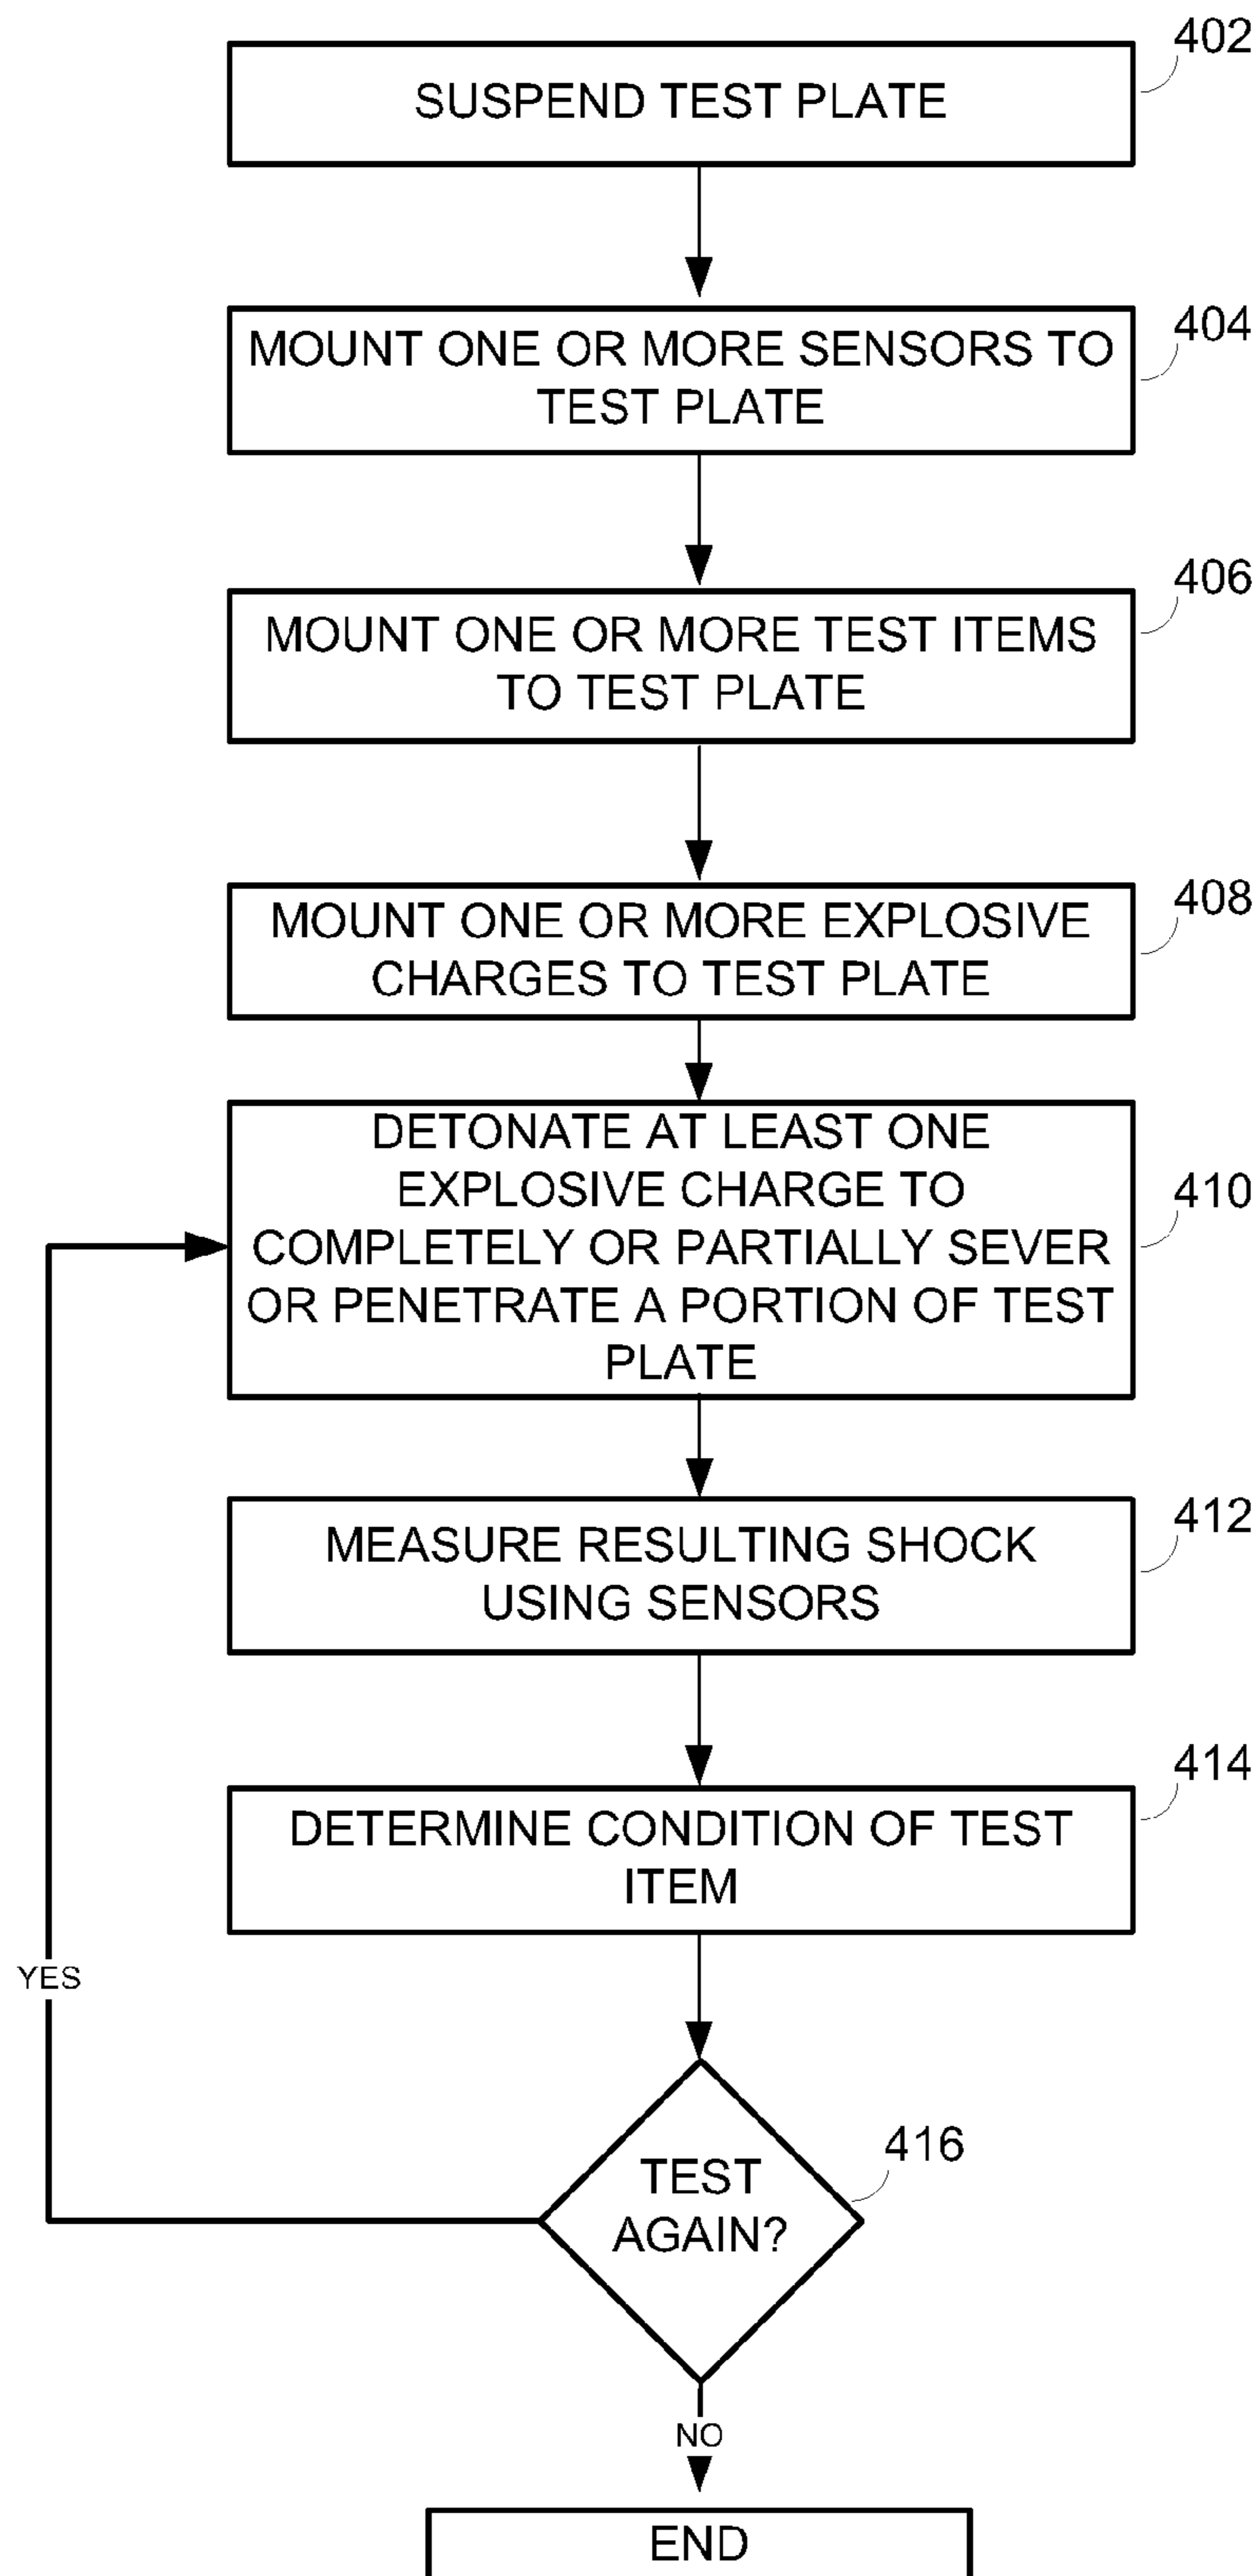 402
SUSPEND TEST PLATE
404
MOUNT ONE OR MORE SENSORS TO
TEST PLATE
406
MOUNT ONE OR MORE TEST ITEMS
TO TEST PLATE
408
MOUNT ONE OR MORE EXPLOSIVE
CHARGES TO TEST PLATE
DETONATE AT LEAST ONE
EXPLOSIVE CHARGE TO
410
COMPLETELY OR PARTIALLY SEVER
OR PENETRATE A PORTION OF TEST
PLATE
412
MEASURE RESULTING SHOCK
USING SENSORS
414
DETERMINE CONDITION OF TEST
ITEM
YES
416
TEST
AGAIN?
NO
END